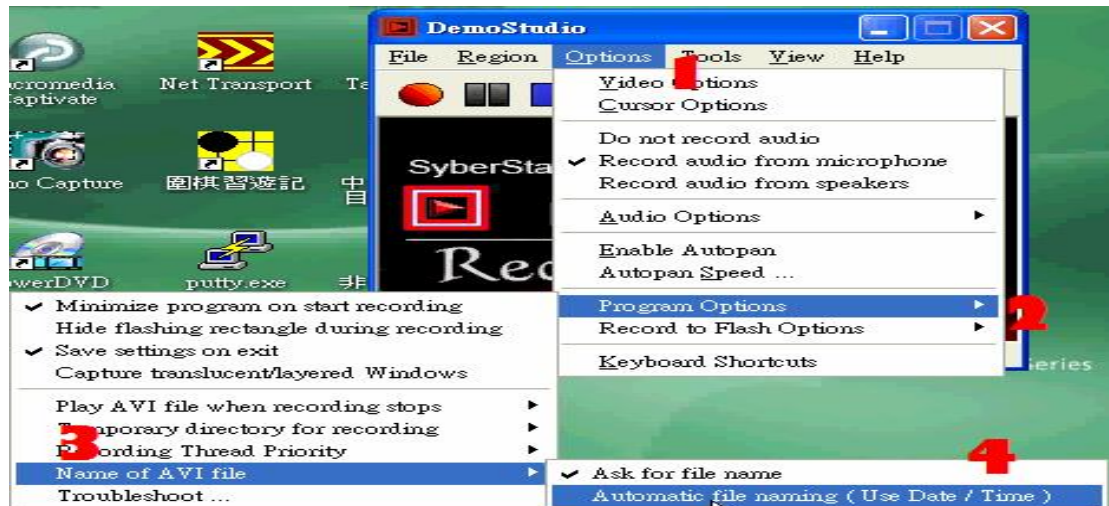 DemoStudio
File Region Options Tools View Help
1
Net Transport
圍棋習遊記
putty.exe
SyberSta
Rec
Video Options
Cursor Options
Do not record audio
Record audio from microphone
Record audio from speakers
Audio Options
Enable Autopan
Autopan Speed ...
Program Options
2
Record to Flash Options
Keyboard Shortcuts
eries
Minimize program on start recording
Hide flashing rectangle during recording
Save settings on exit
Capture translucent/layered Windows
Play AVI file when recording stops
Temporary directory for recording
3
Recording Thread Priority
Name of AVI file
Troubleshoot ...
4
Ask for file name
Automatic file naming ( Use Date / Time )